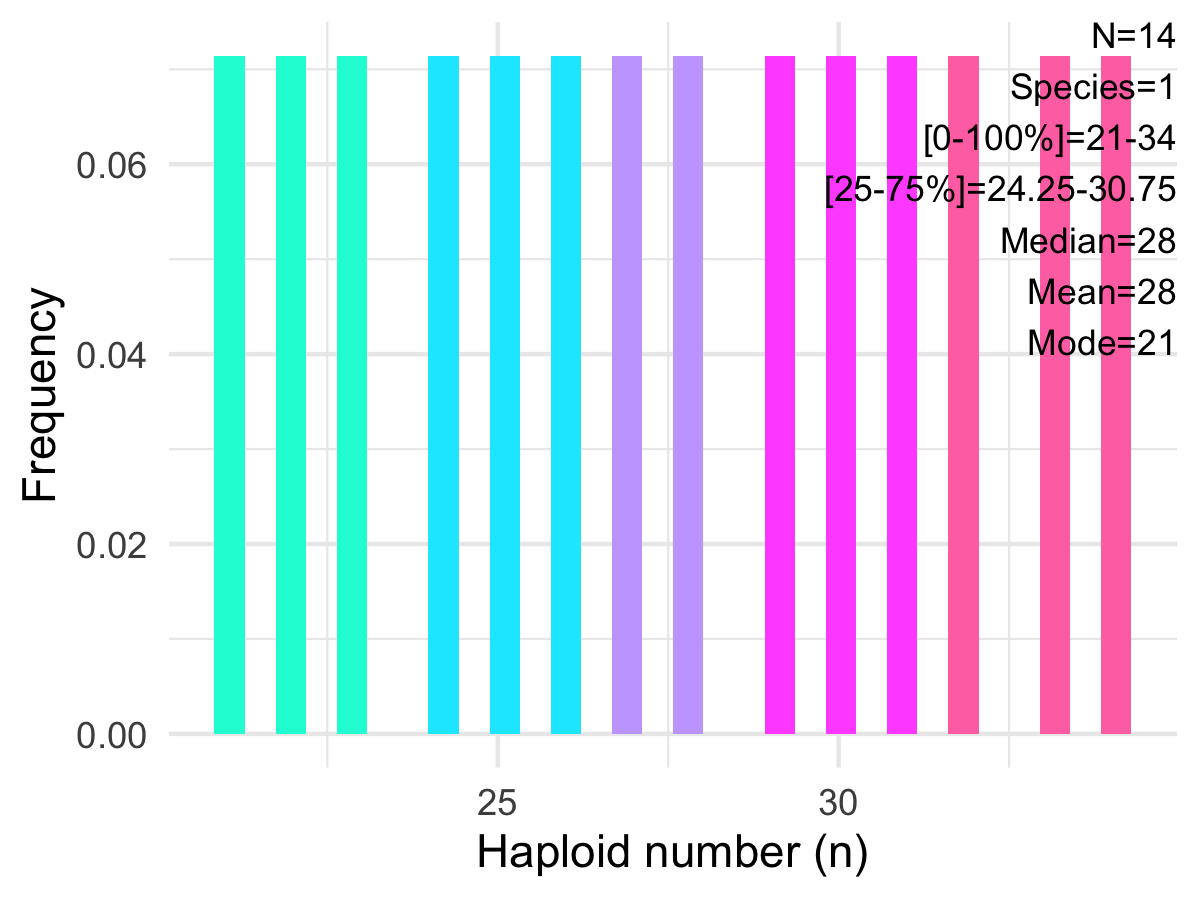 N=14
Species=1
[0-100%]=21-34
[25-75%]=24.25-30.75
Median=28
Mean=28
Mode=21
0.06
0.04
0.02
0.00
Frequency
25
30
Haploid number (n)